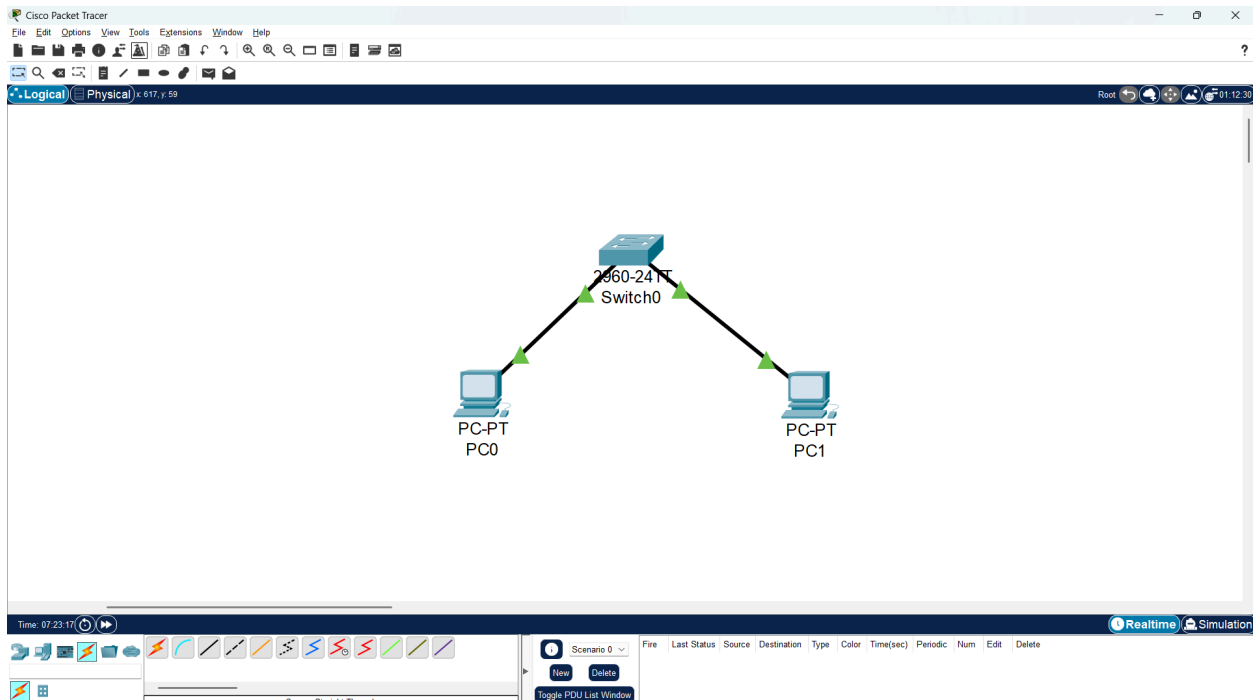 Cisco Packet Tracer
File Edit Options View Tools Extensions Window Help
?
Logical Physical x: 617, y: 59 Root 01:12:30
2960-24TT
Switch0
PC-PT
PC0
PC-PT
PC1
Time: 07:23:17 Realtime Simulation
Scenario 0 Fire Last Status Source Destination Type Color Time(sec) Periodic Num Edit Delete
New Delete
Toggle PDU List Window